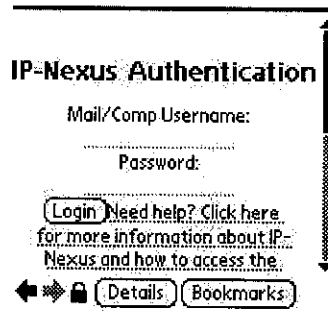 IP-Nexus Authentication
Mail/Comp Username:
Password:
Login Need help? Click here
for more information about IP-
Nexus and how to access the
Details Bookmarks